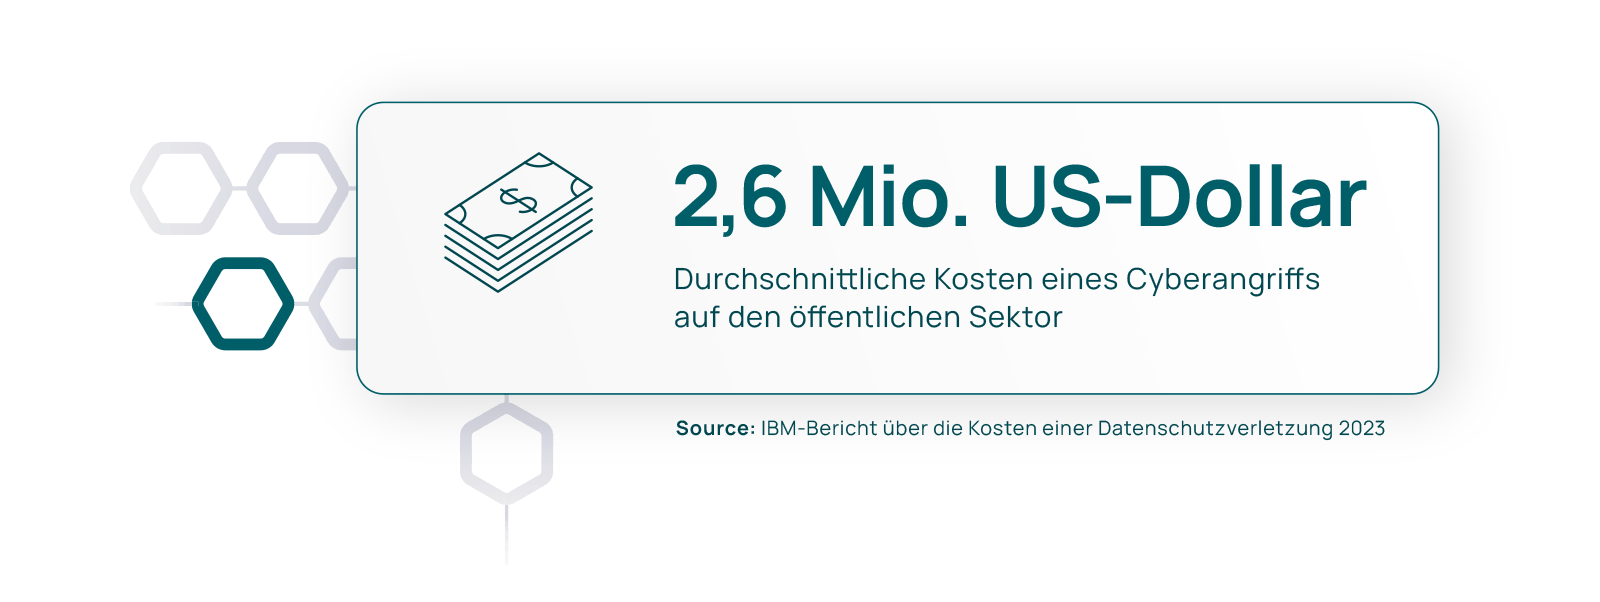 2,6 Mio. US-Dollar
Durchschnittliche Kosten eines Cyberangriffs
auf den öffentlichen Sektor
Source: IBM-Bericht über die Kosten einer Datenschutzverletzung 2023